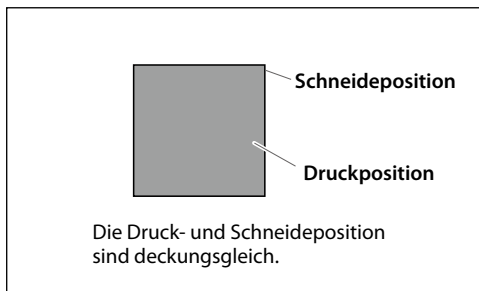 Schneideposition
Druckposition
Die Druck- und Schneideposition
sind deckungsgleich.